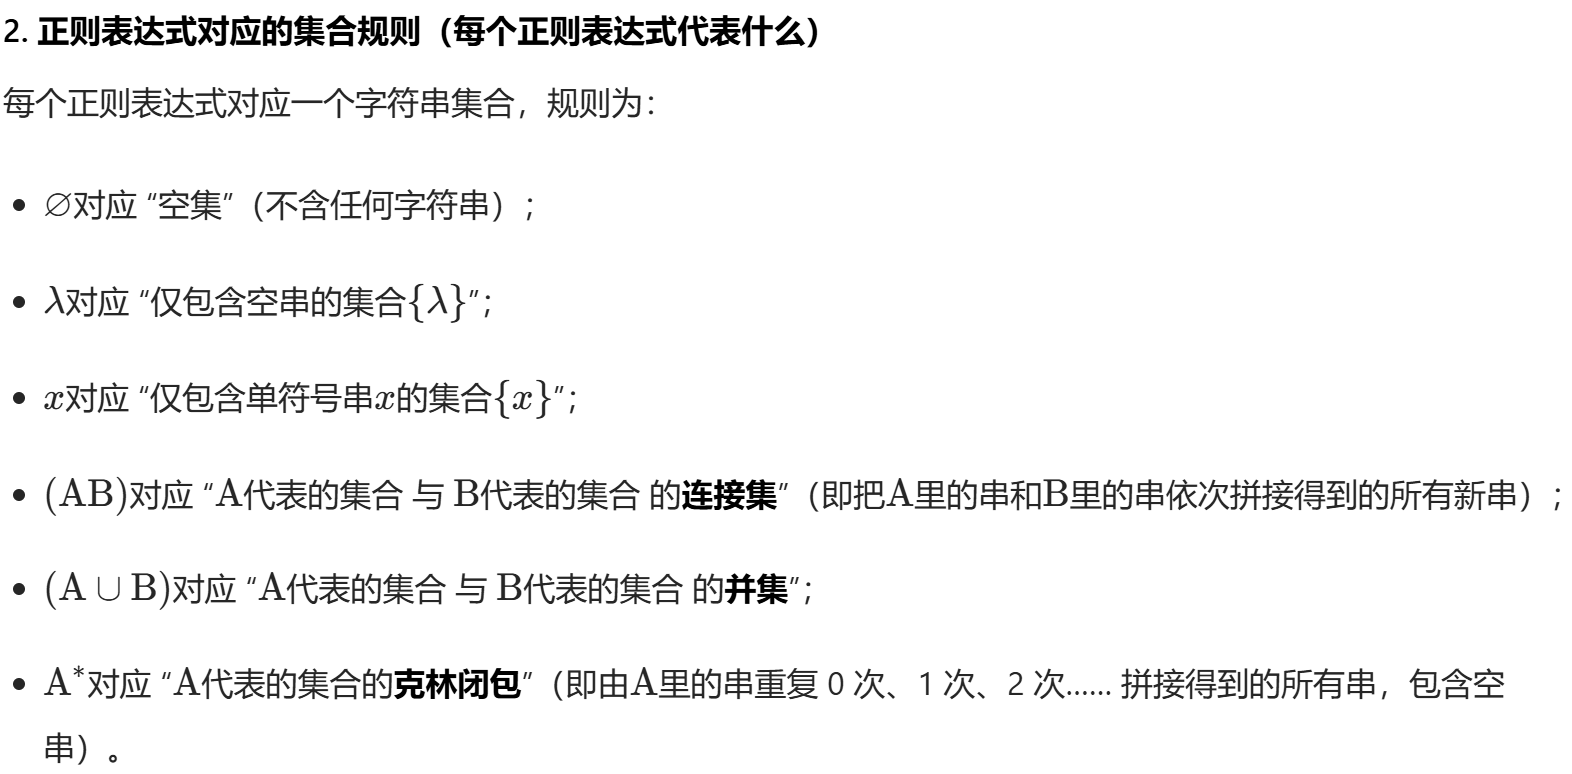 2. 正则表达式对应的集合规则（每个正则表达式代表什么）
每个正则表达式对应一个字符串集合，规则为：
• ∅对应 “空集”（不含任何字符串）；
• λ对应 “仅包含空串的集合{λ}”；
• x对应 “仅包含单符号串x的集合{x}”；
• (AB)对应 “A代表的集合 与 B代表的集合 的连接集”（即把A里的串和B里的串依次拼接得到的所有新串）；
• (A ∪ B)对应 “A代表的集合 与 B代表的集合 的并集”；
• A*对应 “A代表的集合的克林闭包”（即由A里的串重复 0 次、1 次、2 次…… 拼接得到的所有串，包含空
串）。